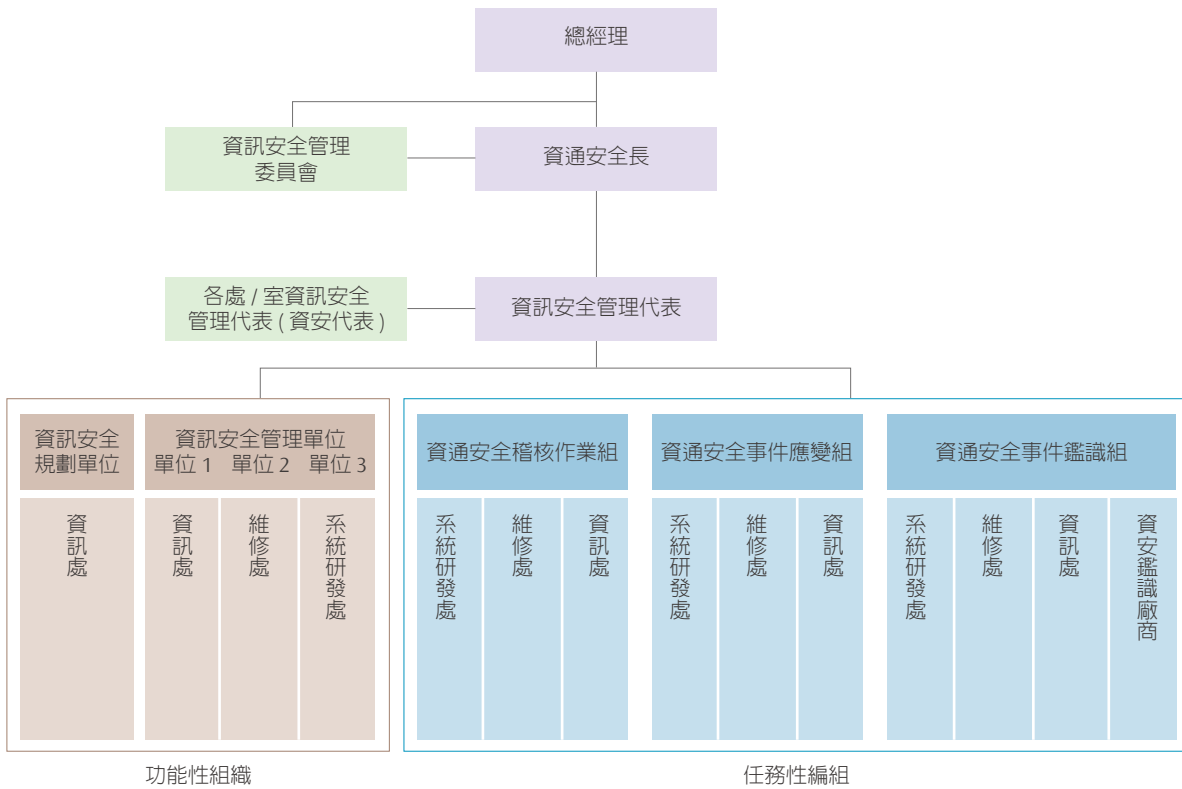 總經理
資訊安全管理
委員會
資通安全長
各處 / 室資訊安全
管理代表 ( 資安代表 )
資訊安全管理代表
資訊安全
規劃單位
資訊安全管理單位
單位 1 單位 2 單位 3
資通安全稽核作業組
資通安全事件應變組
資通安全事件鑑識組
資訊處
資訊處
維修處
系統研發處
系統研發處
維修處
資訊處
系統研發處
維修處
資訊處
系統研發處
維修處
資訊處
資安鑑識廠商
功能性組織
任務性編組